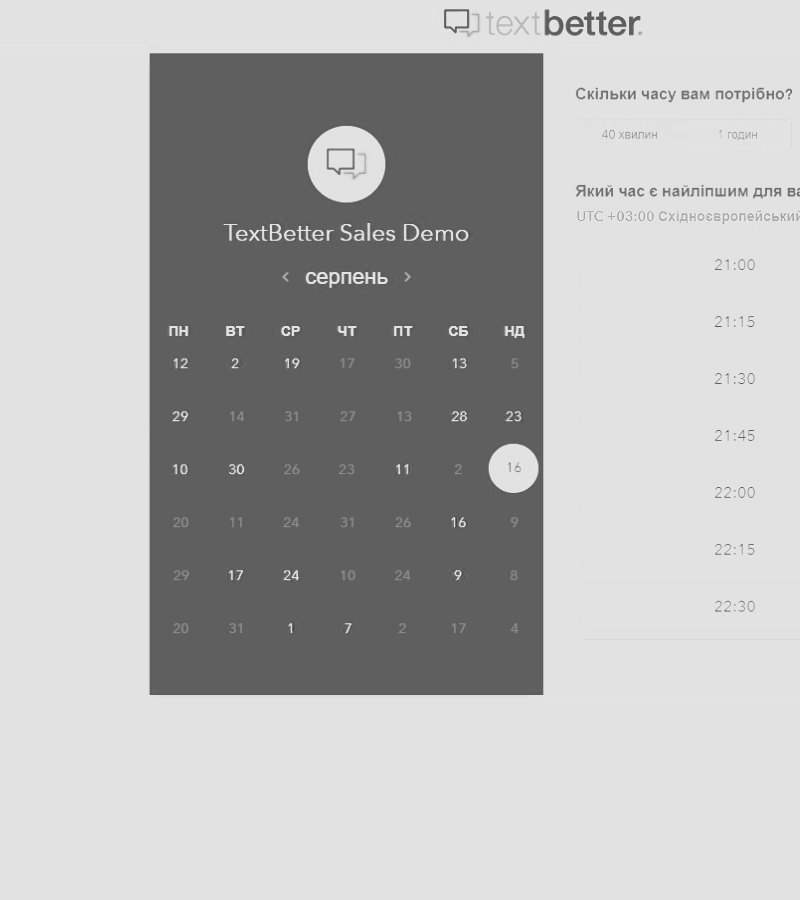 textbetter.
TextBetter Sales Demo
серпень
ПН ВТ СР ЧТ ПТ СБ НД
12 2 19 17 30 13 5
29 14 31 27 13 28 23
10 30 26 23 11 2 16
20 11 24 31 26 16 9
29 17 24 10 24 9 8
20 31 1 7 2 17 4
Скільки часу вам потрібно?
40 хвилин 1 годин
Який час є найліпшим для ва
UTC +03:00 Східноєвропейський
21:00
21:15
21:30
21:45
22:00
22:15
22:30